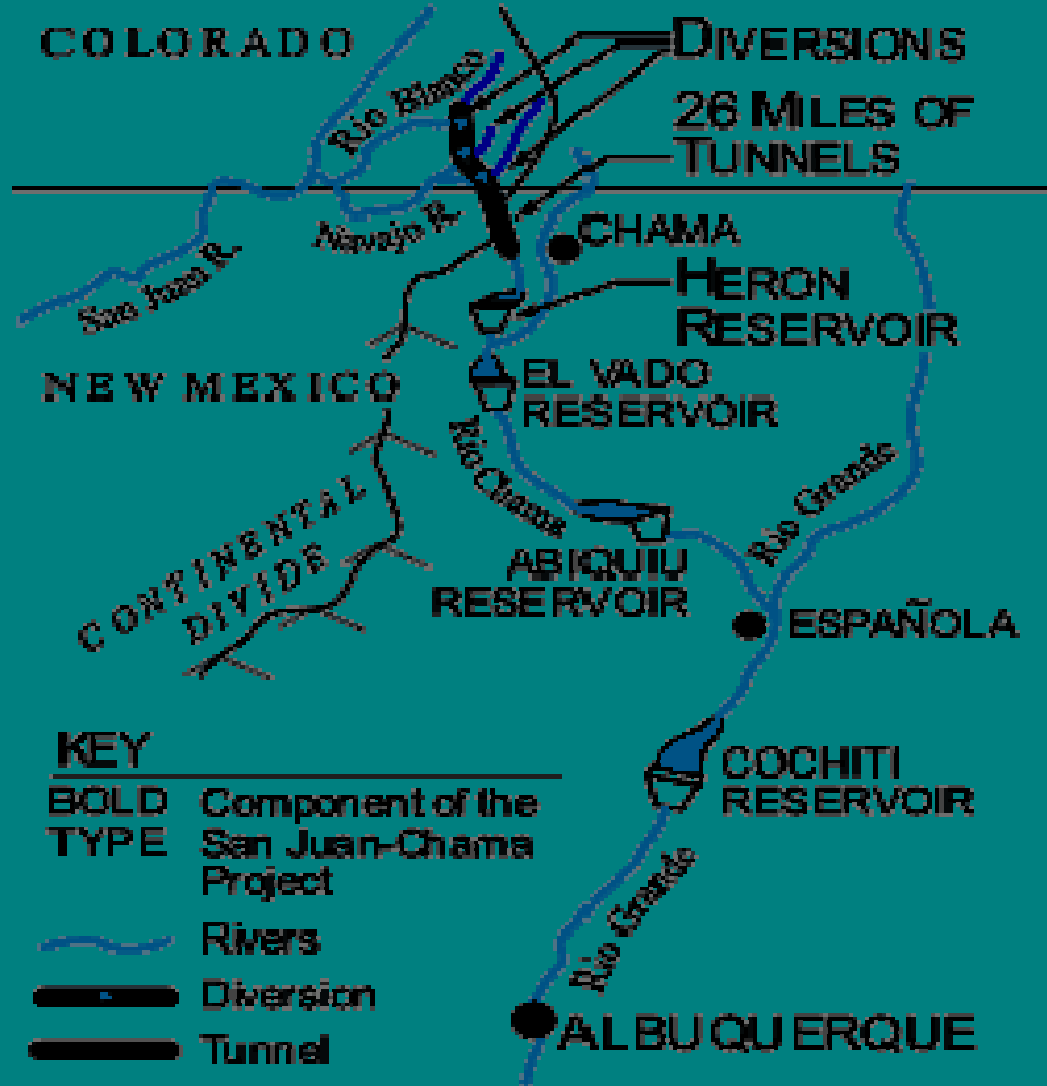 COLORADO
DIVERSIONS
Rio Blanco
26 MILES OF
TUNNELS
Navajo R.
CHAMA
San Juan R.
HERON
RESERVOIR
NEW MEXICO
EL VADO
RESERVOIR
Rio Chama
Rio Grande
CONTINENTAL
DIVIDE
ABIQUIU
RESERVOIR
ESPAÑOLA
COCHITI
RESERVOIR
Rio Grande
ALBUQUERQUE
KEY
BOLD
TYPE
Component of the
San Juan-Chama
Project
Rivers
Diversion
Tunnel